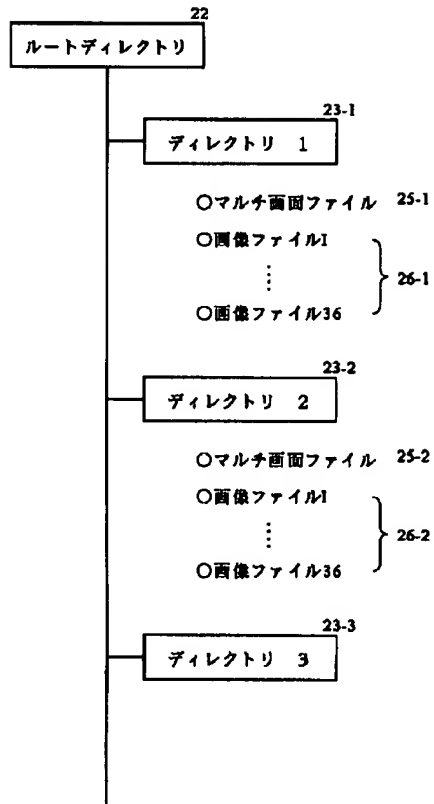 22
ルートディレクトリ
23-1
ディレクトリ 1
○マルチ画面ファイル 25-1
○画像ファイルI
26-1
○画像ファイル36
23-2
ディレクトリ 2
○マルチ画面ファイル 25-2
○画像ファイルI
26-2
○画像ファイル36
23-3
ディレクトリ 3